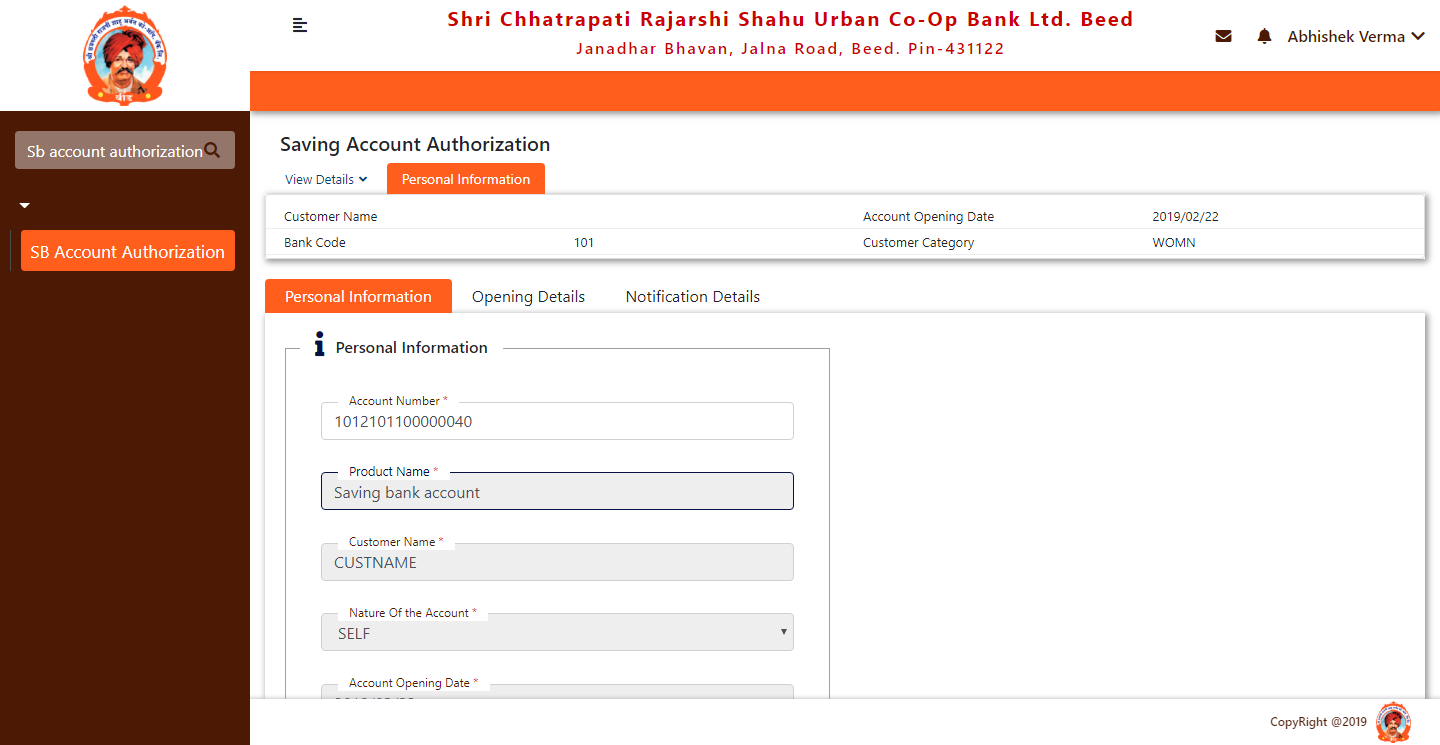 Shri Chhatrapati Rajarshi Shahu Urban Co-Op Bank Ltd. Beed
Janadhar Bhavan, Jalna Road, Beed. Pin-431122
Abhishek Verma
बीड
Sb account authorization
SB Account Authorization
Saving Account Authorization
View Details
Personal Information
Customer Name Account Opening Date 2019/02/22
Bank Code 101 Customer Category WOMN
Personal Information Opening Details Notification Details
Personal Information
Account Number *
1012101100000040
Product Name *
Saving bank account
Customer Name *
CUSTNAME
Nature Of the Account *
SELF
Account Opening Date *
CopyRight @2019